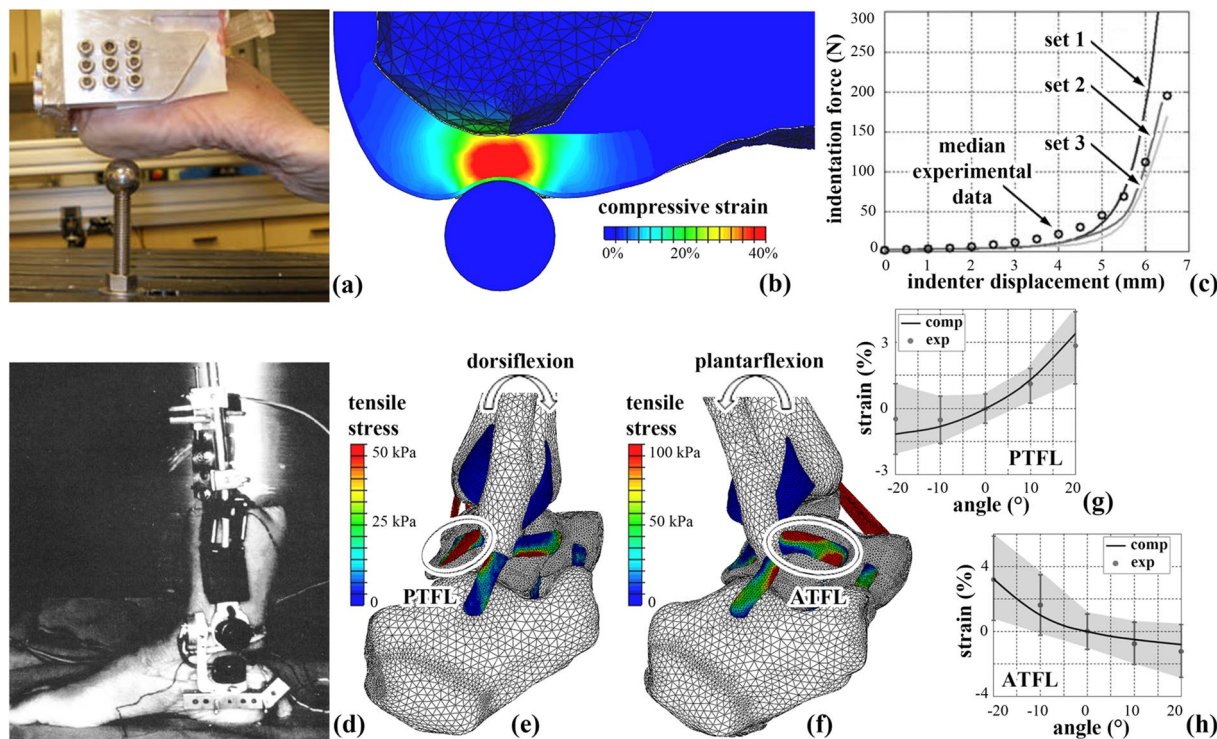 (a)
compressive strain
0% 20% 40%
(b)
indentation force (N)
300
250
200
150
100
50
0
set 1
set 2
set 3
median
experimental
data
0 1 2 3 4 5 6 7
indenter displacement (mm)
(c)
(d)
dorsiflexion
tensile
stress
50 kPa
25 kPa
0
PTFL
(e)
plantarflexion
tensile
stress
100 kPa
50 kPa
0
ATFL
(f)
strain (%)
3
0
-3
comp
exp
PTFL
-20 -10 0 10 20
angle (°)
(g)
strain (%)
4
0
-4
comp
exp
ATFL
-20 -10 0 10 20
angle (°)
(h)